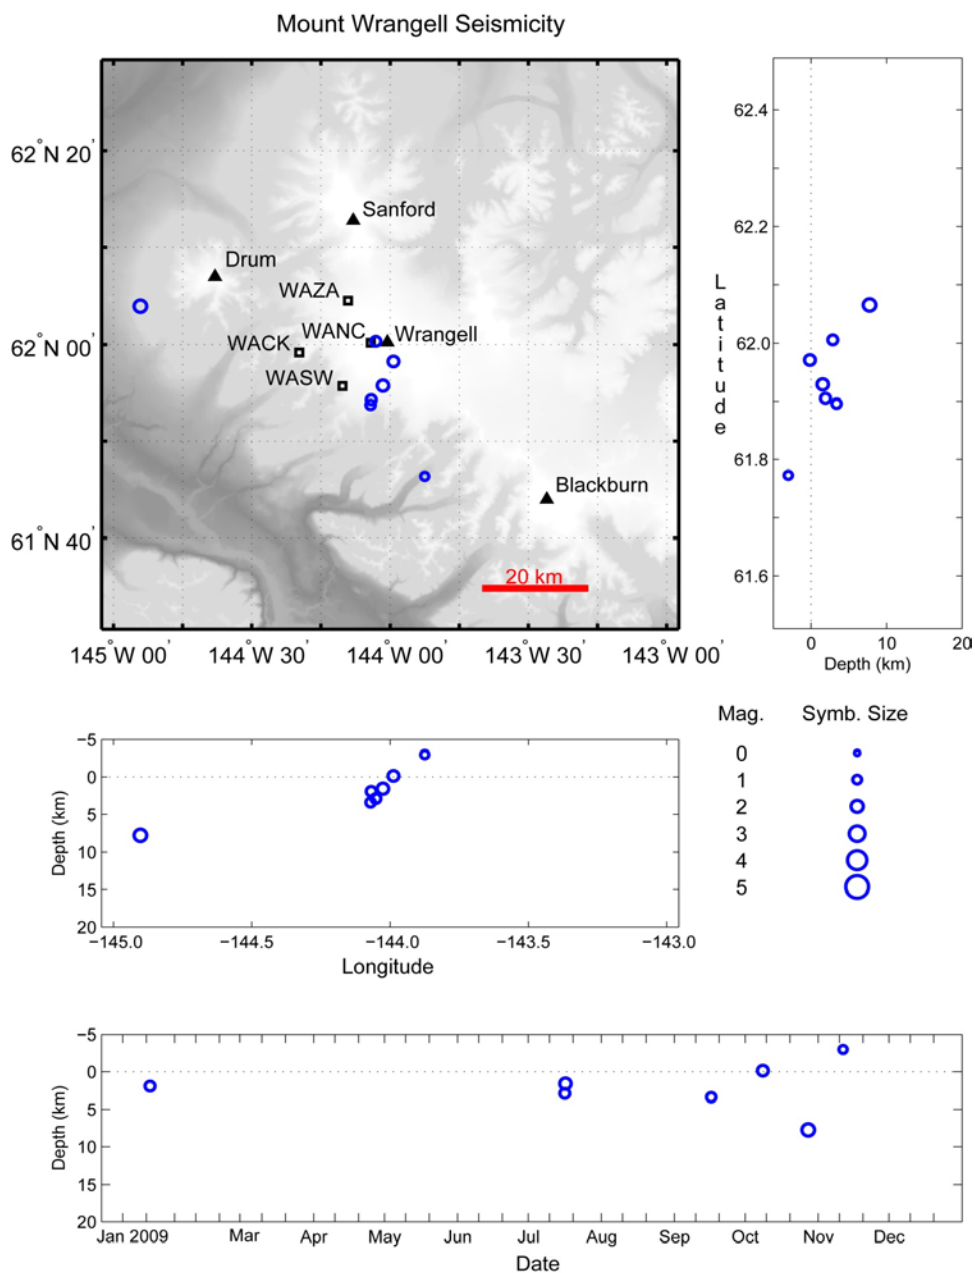 Mount Wrangell Seismicity
62°N 20'
62°N 00'
61°N 40'
145°W 00'
144°W 30'
144°W 00'
143°W 30'
143°W 00'
Sanford
Drum
WAZA
WANC
Wrangell
WACK
WASW
Blackburn
20 km
62.4
62.2
62.0
61.8
61.6
Latitude
0
10
20
Depth (km)
−5
0
5
10
15
20
Depth (km)
−145.0
−144.5
−144.0
−143.5
−143.0
Longitude
Mag. Symb. Size
0
1
2
3
4
5
−5
0
5
10
15
20
Depth (km)
Jan 2009 Mar Apr May Jun Jul Aug Sep Oct Nov Dec
Date